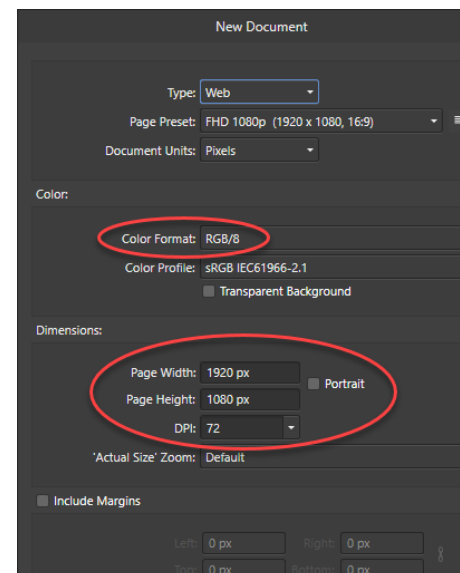 New Document
Type: Web
Page Preset: FHD 1080p (1920 x 1080, 16:9)
Document Units: Pixels
Color:
Color Format: RGB/8
Color Profile: sRGB IEC61966-2.1
Transparent Background
Dimensions:
Page Width: 1920 px
Portrait
Page Height: 1080 px
DPI: 72
'Actual Size' Zoom: Default
Include Margins
Left: 0 px Right: 0 px
Top: 0 px Bottom: 0 px